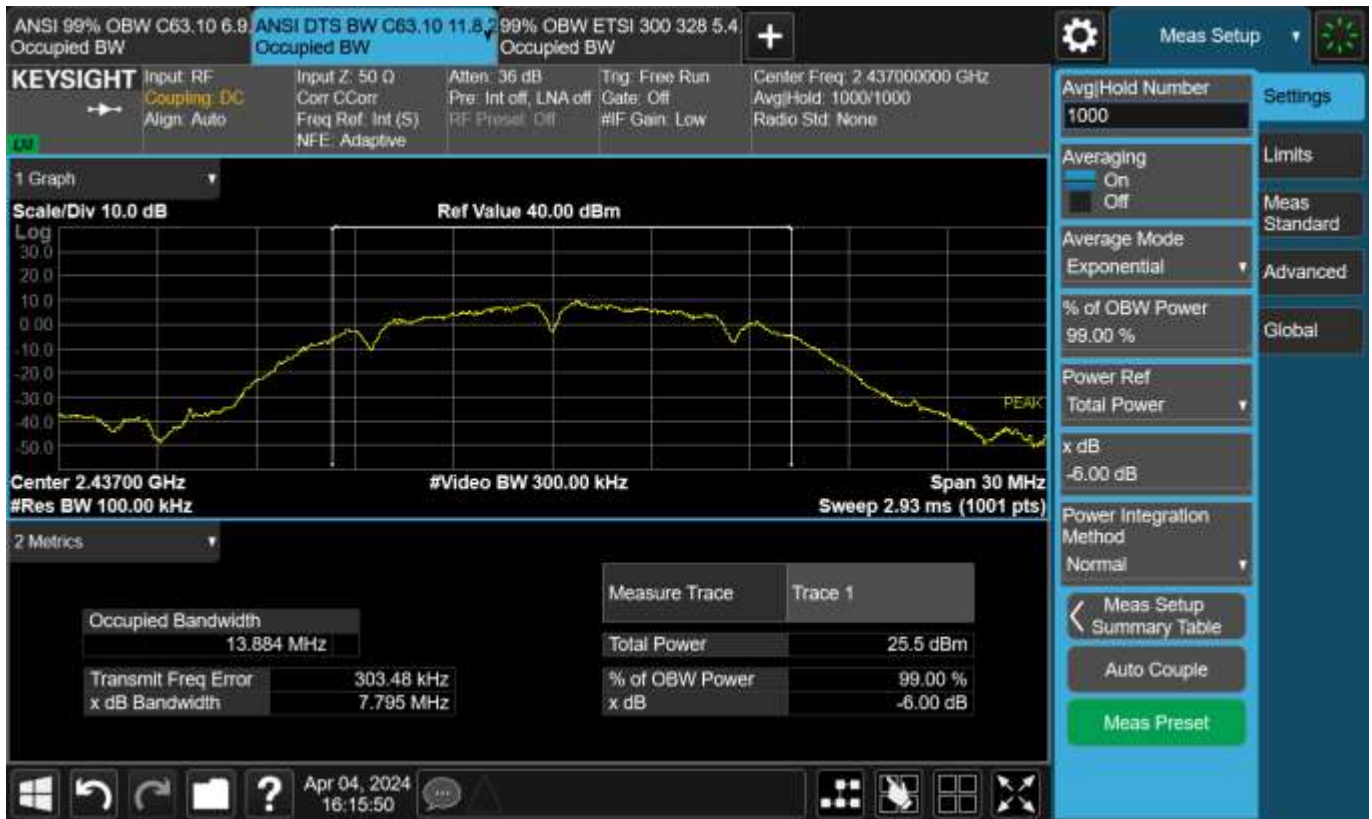 ANSI 99% OBW C63.10 6.9.
Occupied BW
ANSI DTS BW C63.10 11.8.2
Occupied BW
99% OBW ETSI 300 328 5.4.
Occupied BW
+
Meas Setup
KEYSIGHT
Input: RF
Coupling: DC
Align: Auto
Input Z: 50 Ω
Corr CCorr
Freq Ref: Int (S)
NFE: Adaptive
Atten: 36 dB
Pre: Int off, LNA off
RF Preset: Off
Trig: Free Run
Gate: Off
#IF Gain: Low
Center Freq: 2.437000000 GHz
Avg|Hold: 1000/1000
Radio Std: None
1 Graph
Scale/Div 10.0 dB
Ref Value 40.00 dBm
Log
30.0
20.0
10.0
0.00
-10.0
-20.0
-30.0
-40.0
-50.0
PEAK
Center 2.43700 GHz
#Video BW 300.00 kHz
Span 30 MHz
#Res BW 100.00 kHz
Sweep 2.93 ms (1001 pts)
2 Metrics
Measure Trace
Trace 1
Occupied Bandwidth
13.884 MHz
Total Power
25.5 dBm
Transmit Freq Error
303.48 kHz
% of OBW Power
99.00 %
x dB Bandwidth
7.795 MHz
x dB
-6.00 dB
Avg|Hold Number
1000
Averaging
On
Off
Average Mode
Exponential
% of OBW Power
99.00 %
Power Ref
Total Power
x dB
-6.00 dB
Power Integration
Method
Normal
Meas Setup
Summary Table
Auto Couple
Meas Preset
Settings
Limits
Meas
Standard
Advanced
Global
?
Apr 04, 2024
16:15:50